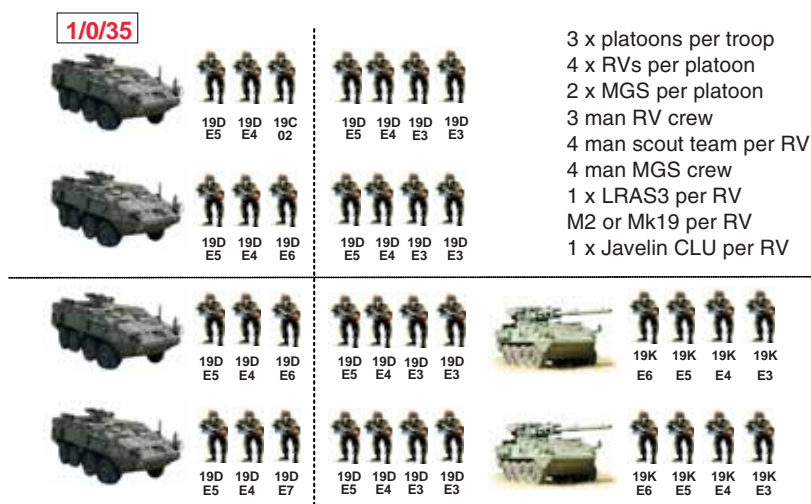 1/0/35
3 x platoons per troop
4 x RVs per platoon
2 x MGS per platoon
3 man RV crew
4 man scout team per RV
4 man MGS crew
1 x LRAS3 per RV
M2 or Mk19 per RV
1 x Javelin CLU per RV
19D 19D 19C 19D 19D 19D 19D
E5 E4 02 E5 E4 E3 E3
19D 19D 19D 19D 19D 19D 19D
E5 E4 E6 E5 E4 E3 E3
19D 19D 19D 19D 19D 19D 19D 19K 19K 19K 19K
E5 E4 E6 E5 E4 E3 E3 E6 E5 E4 E3
19D 19D 19D 19D 19D 19D 19D 19K 19K 19K 19K
E5 E4 E7 E5 E4 E3 E3 E6 E5 E4 E3